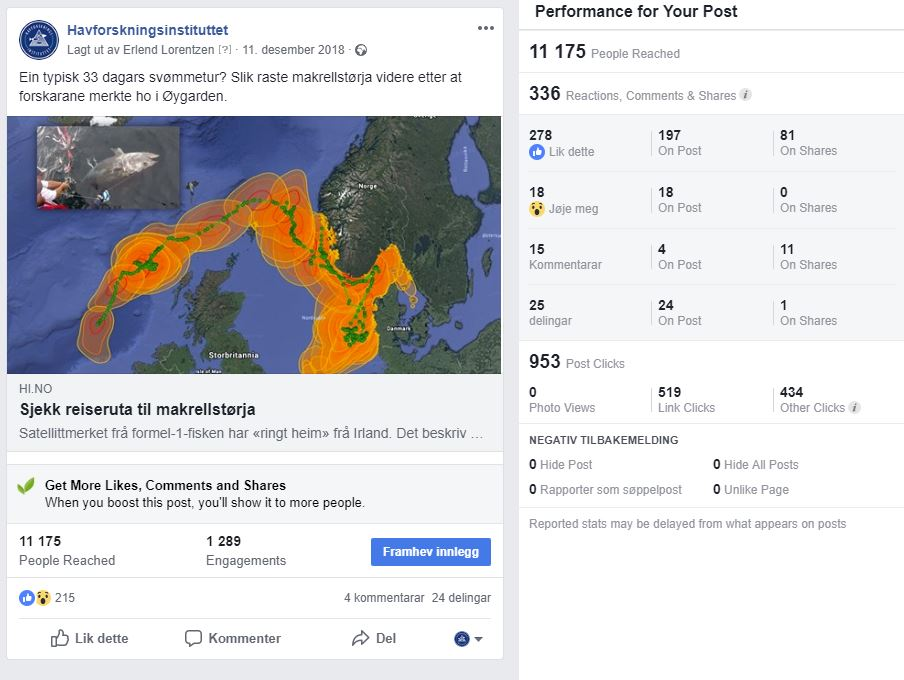 Havforskningsinstituttet
Lagt ut av Erlend Lorentzen [?] · 11. desember 2018 ·
Ein typisk 33 dagars svømmetur? Slik raste makrellstørja videre etter at
forskarane merkte ho i Øygarden.
Norge
Danmark
Storbritannia
Isle of Man
HI.NO
Sjekk reiseruta til makrellstørja
Satellittmerket frå formel-1-fisken har «ringt heim» frå Irland. Det beskriv ...
Get More Likes, Comments and Shares
When you boost this post, you'll show it to more people.
11 175 1 289
People Reached Engagements
Framhev innlegg
215 4 kommentarar 24 delingar
Lik dette Kommenter Del
Performance for Your Post
11 175 People Reached
336 Reactions, Comments & Shares
278 197 81
Lik dette On Post On Shares
18 18 0
Jøje meg On Post On Shares
15 4 11
Kommentarar On Post On Shares
25 24 1
delingar On Post On Shares
953 Post Clicks
0 519 434
Photo Views Link Clicks Other Clicks
NEGATIV TILBAKEMELDING
0 Hide Post 0 Hide All Posts
0 Rapporter som søppelpost 0 Unlike Page
Reported stats may be delayed from what appears on posts